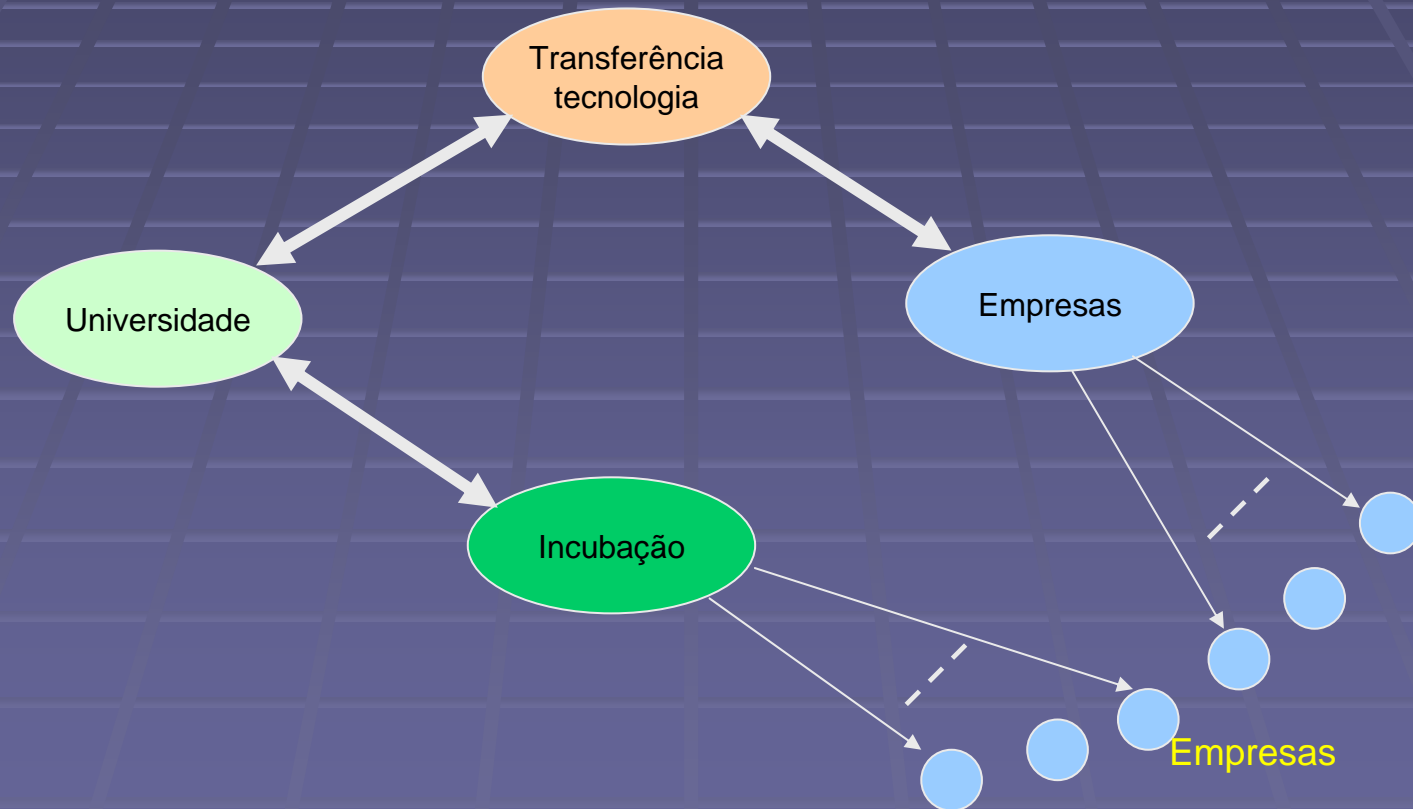 Transferência
tecnologia
Universidade
Empresas
Incubação
Empresas